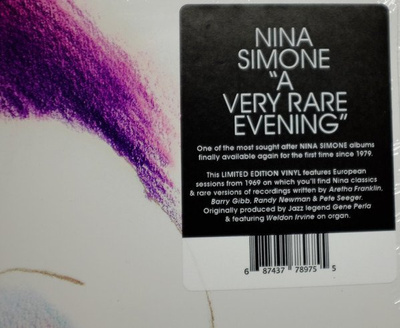 NINA
SIMONE
"A
VERY RARE
EVENING"
One of the most sought after NINA SIMONE albums
finally available again for the first time since 1979.
This LIMITED EDITION VINYL features European
sessions from 1969 on which you'll find Nina classics
& rare versions of recordings written by Aretha Franklin,
Barry Gibb, Randy Newman & Pete Seeger.
Originally produced by Jazz legend Gene Perla
& featuring Weldon Irvine on organ.
6 87437 78975 5